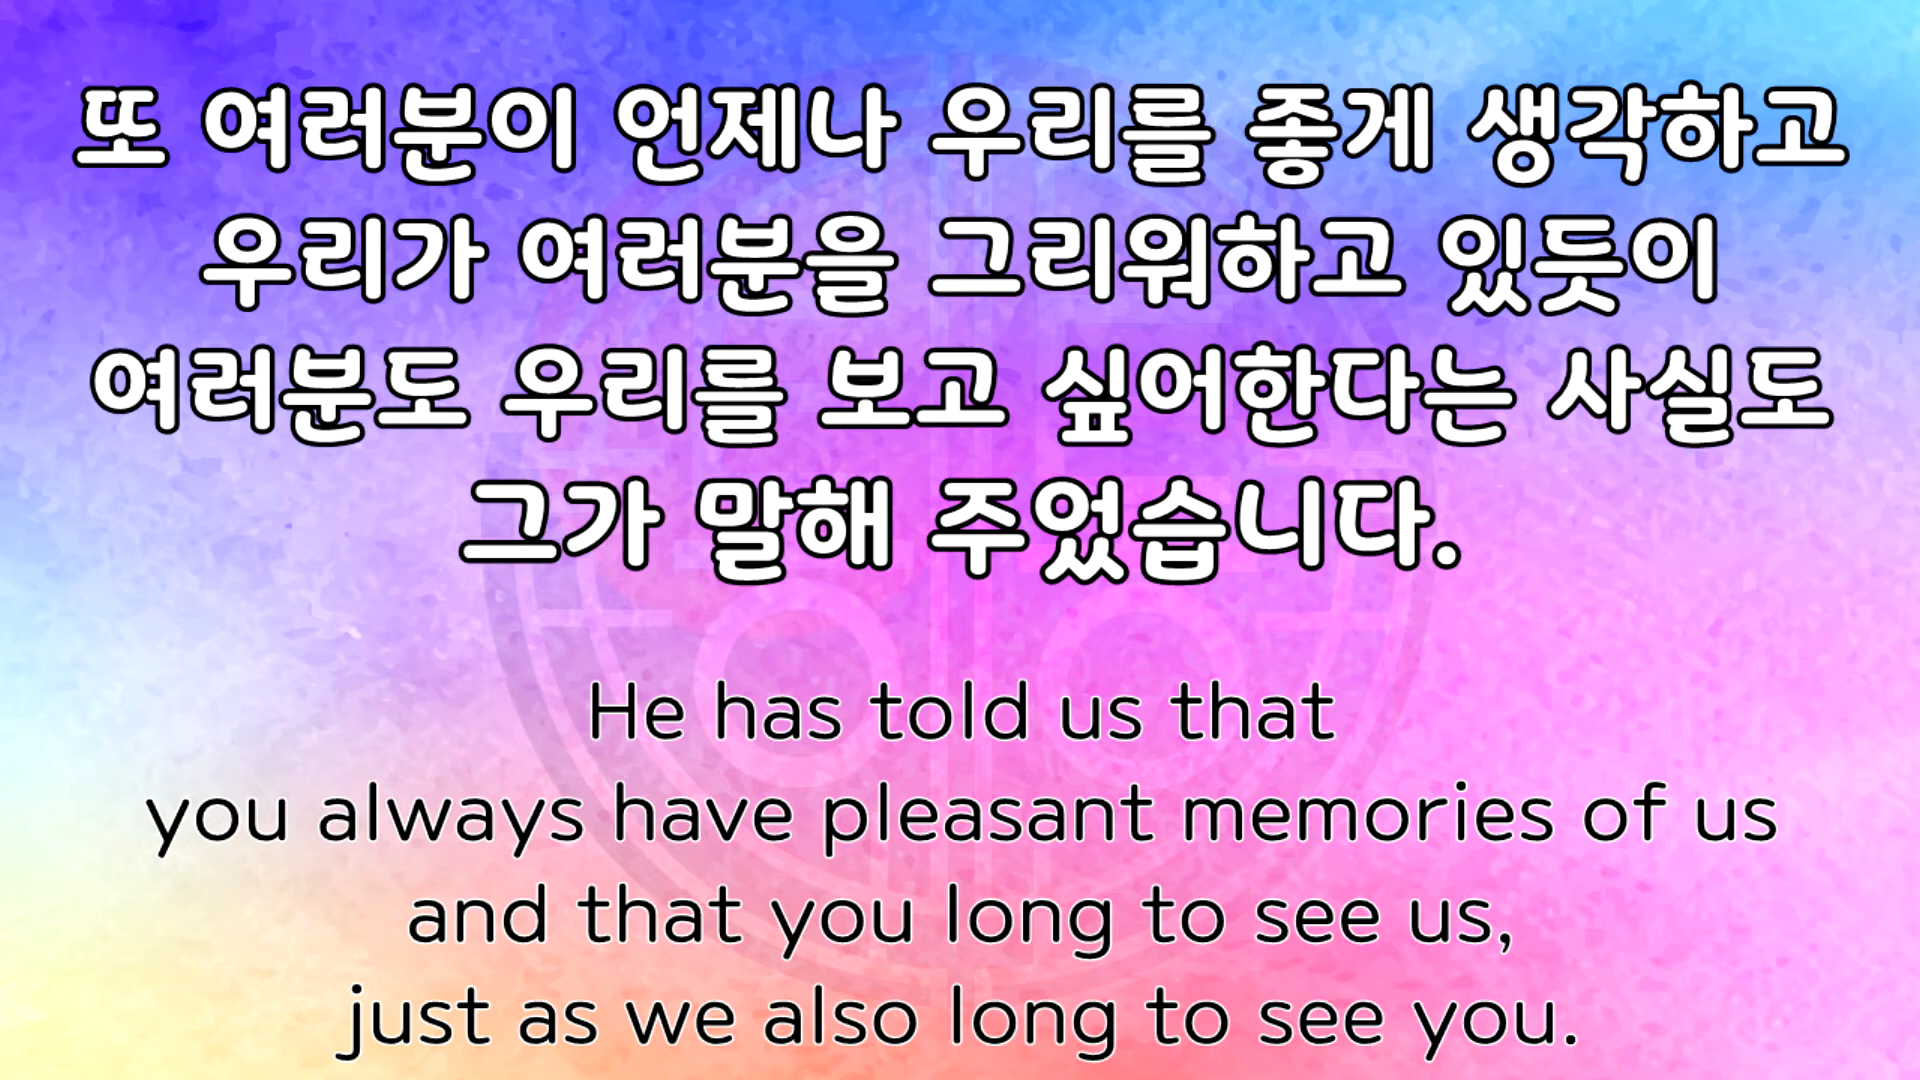 또 여러분이 언제나 우리를 좋게 생각하고
우리가 여러분을 그리워하고 있듯이
여러분도 우리를 보고 싶어한다는 사실도
그가 말해 주었습니다.
He has told us that
you always have pleasant memories of us
and that you long to see us,
just as we also long to see you.